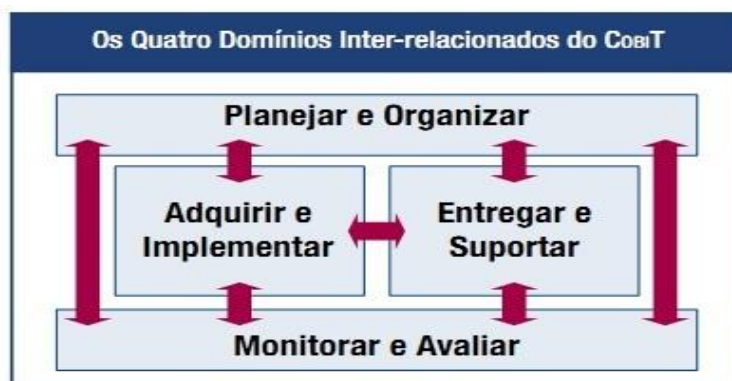 Os Quatro Domínios Inter-relacionados do COBIT
Planejar e Organizar
Adquirir e
Implementar
Entregar e
Suportar
Monitorar e Avaliar